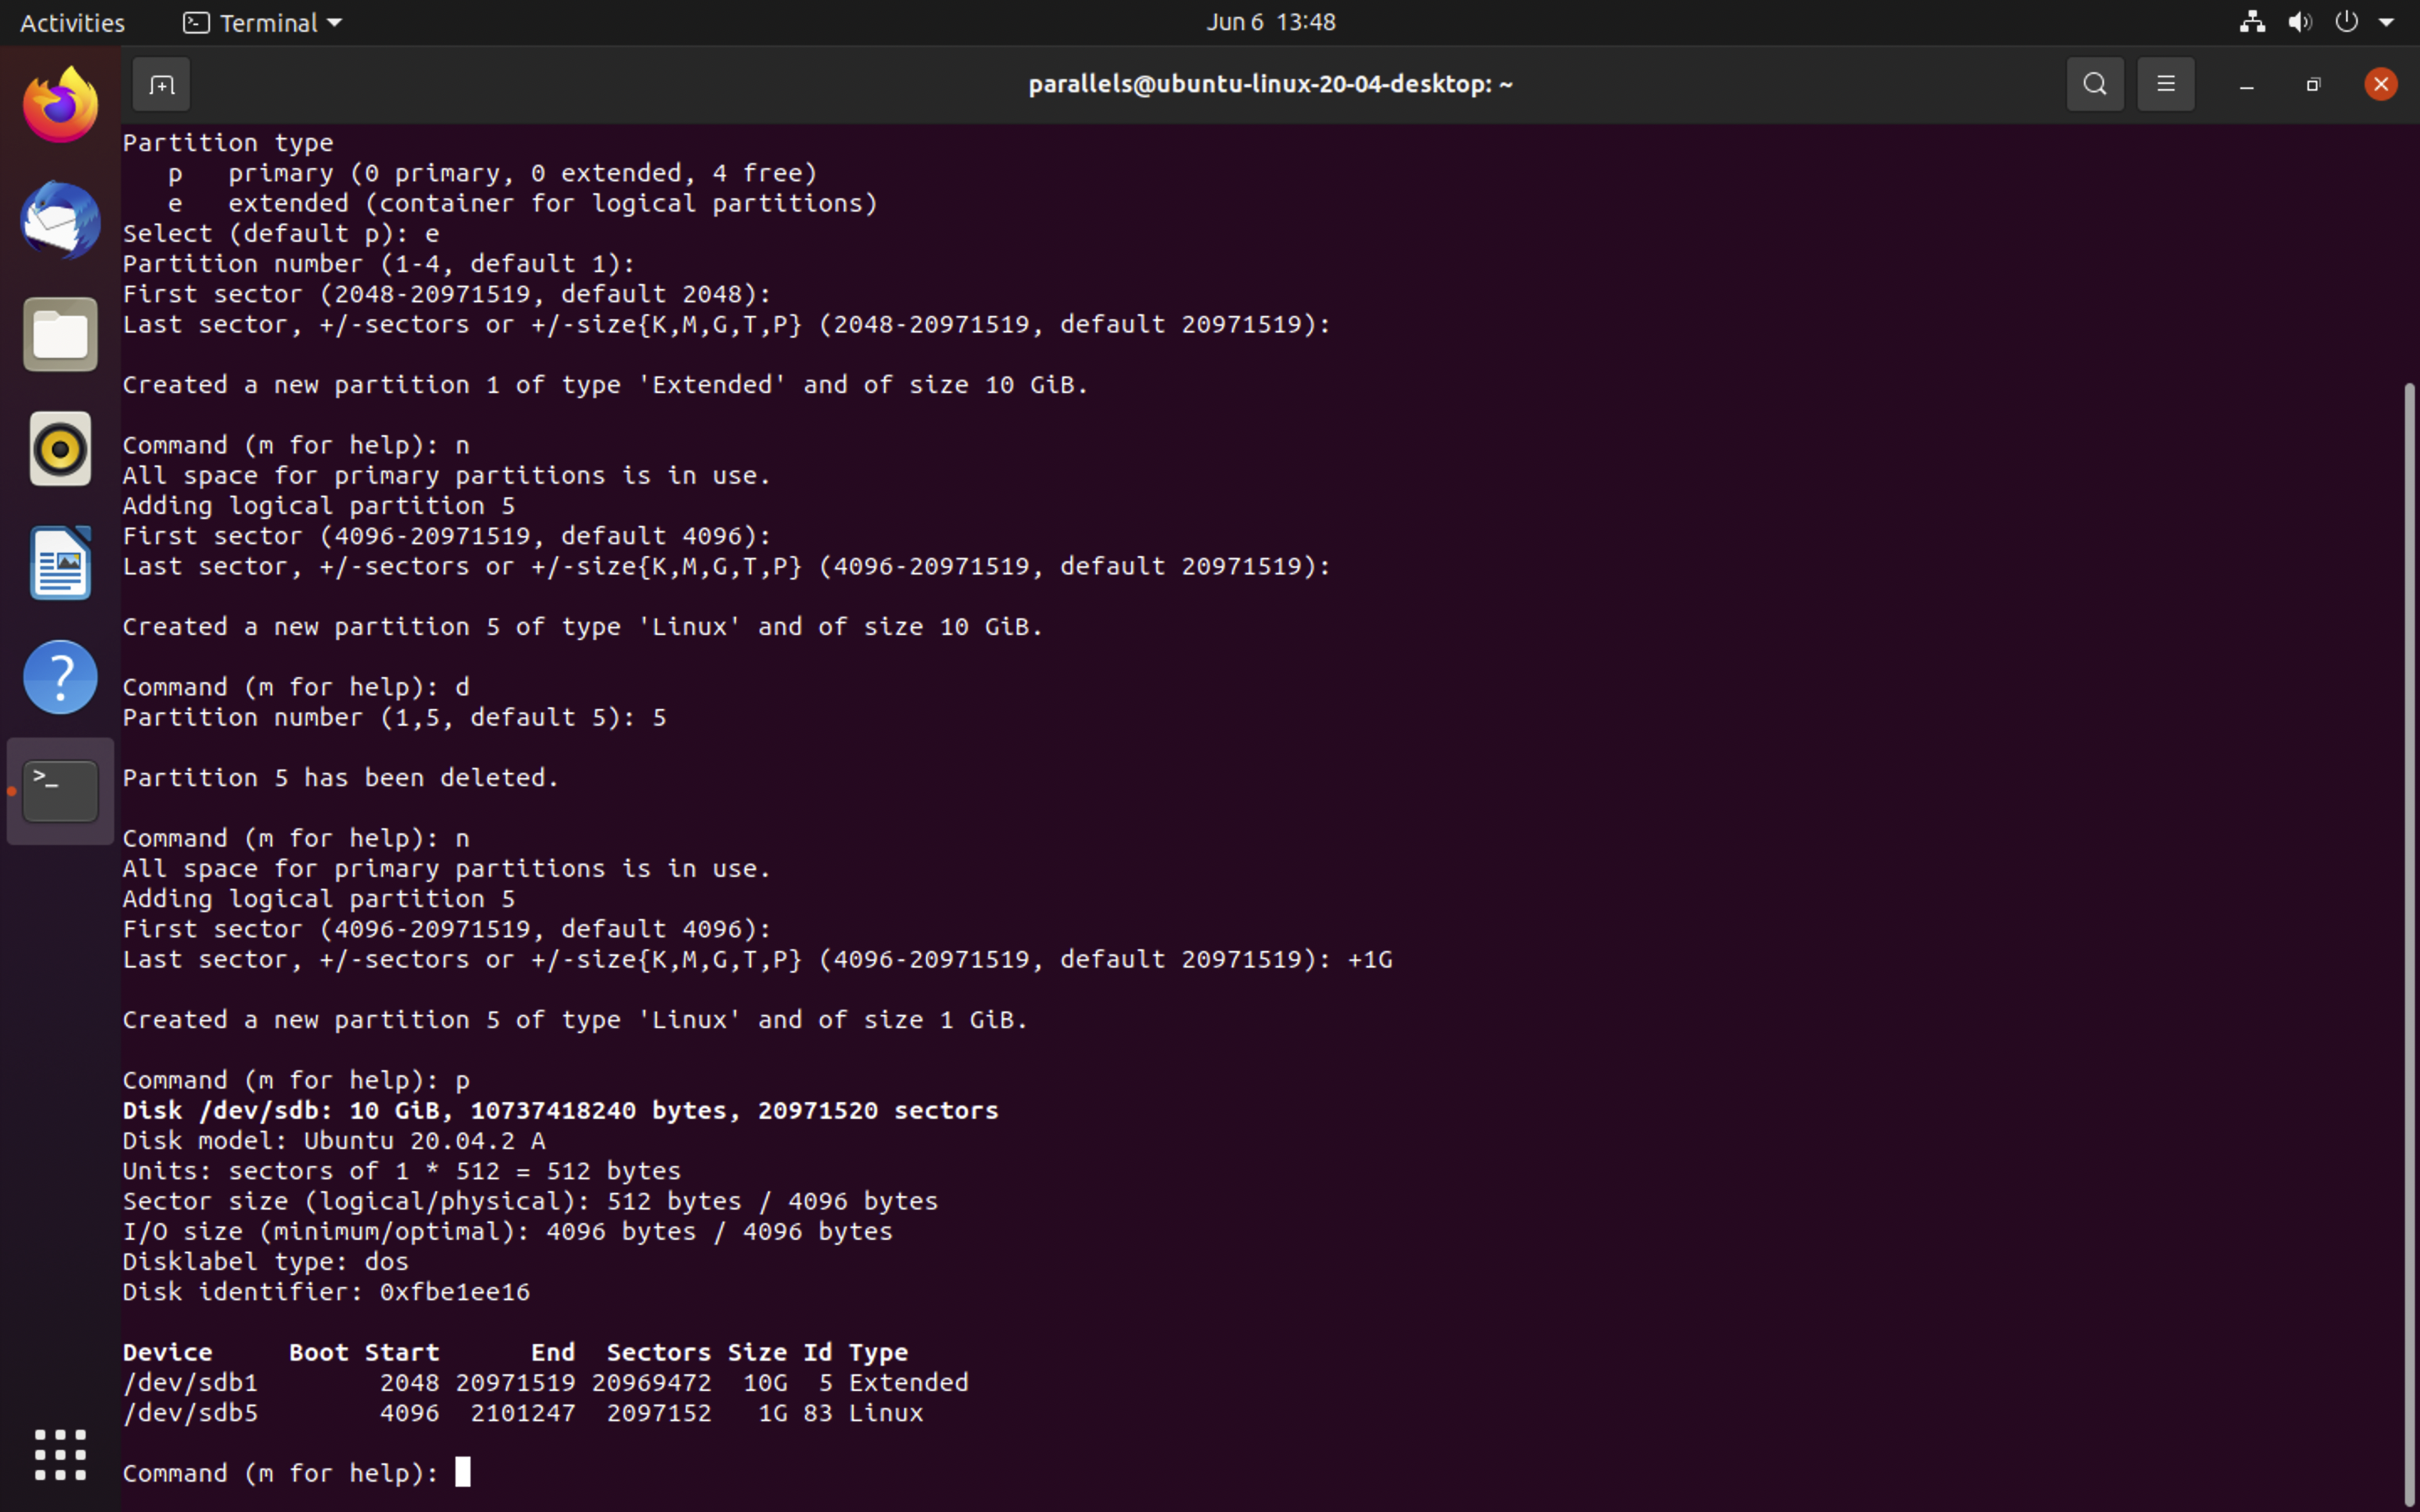 Activities
Terminal
Jun 6  13:48
parallels@ubuntu-linux-20-04-desktop: ~
Partition type
   p   primary (0 primary, 0 extended, 4 free)
   e   extended (container for logical partitions)
Select (default p): e
Partition number (1-4, default 1):
First sector (2048-20971519, default 2048):
Last sector, +/-sectors or +/-size{K,M,G,T,P} (2048-20971519, default 20971519):
Created a new partition 1 of type 'Extended' and of size 10 GiB.
Command (m for help): n
All space for primary partitions is in use.
Adding logical partition 5
First sector (4096-20971519, default 4096):
Last sector, +/-sectors or +/-size{K,M,G,T,P} (4096-20971519, default 20971519):
Created a new partition 5 of type 'Linux' and of size 10 GiB.
Command (m for help): d
Partition number (1,5, default 5): 5
Partition 5 has been deleted.
Command (m for help): n
All space for primary partitions is in use.
Adding logical partition 5
First sector (4096-20971519, default 4096):
Last sector, +/-sectors or +/-size{K,M,G,T,P} (4096-20971519, default 20971519): +1G
Created a new partition 5 of type 'Linux' and of size 1 GiB.
Command (m for help): p
Disk /dev/sdb: 10 GiB, 10737418240 bytes, 20971520 sectors
Disk model: Ubuntu 20.04.2 A
Units: sectors of 1 * 512 = 512 bytes
Sector size (logical/physical): 512 bytes / 4096 bytes
I/O size (minimum/optimal): 4096 bytes / 4096 bytes
Disklabel type: dos
Disk identifier: 0xfbe1ee16
Device     Boot Start      End  Sectors Size Id Type
/dev/sdb1        2048 20971519 20969472  10G  5 Extended
/dev/sdb5        4096  2101247  2097152   1G 83 Linux
Command (m for help):